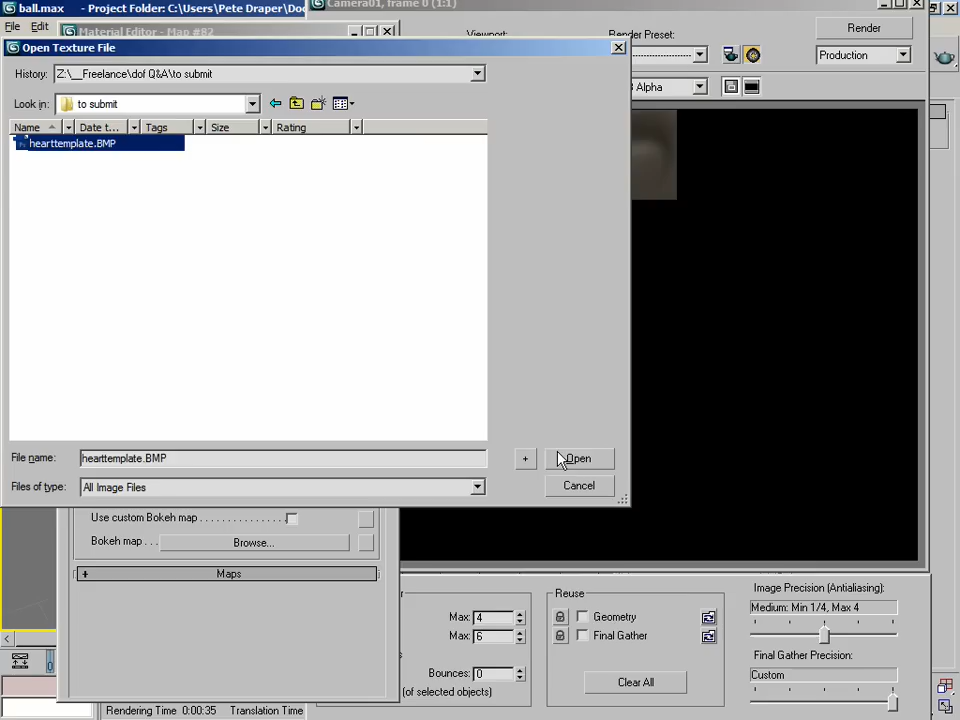 ball.max - Project Folder: C:\Users\Pete Draper\Doc
Camera01, frame 0 (1:1)
File Edit
Material Editor - Map #82
Viewport:
Render Preset:
Render
Open Texture File
Production
History: Z:\__Freelance\dof Q&A\to submit
Alpha
Look in: to submit
Name Date t... Tags Size Rating
hearttemplate.BMP
File name: hearttemplate.BMP + Open
Files of type: All Image Files Cancel
Use custom Bokeh map
Bokeh map Browse...
+ Maps
Reuse
Image Precision (Antialiasing):
Medium: Min 1/4, Max 4
Max: 4
Geometry
Max: 6
Final Gather
Final Gather Precision:
Custom
Bounces: 0
Clear All
(of selected objects)
Rendering Time 0:00:35 Translation Time